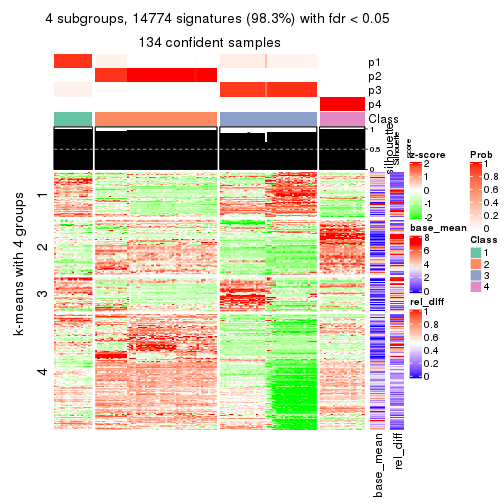 4 subgroups, 14774 signatures (98.3%) with fdr < 0.05
134 confident samples
p1
p2
p3
p4
Class
1
0.5
0
silhouette
Silhouette
score
k-means with 4 groups
1
2
3
4
base_mean
rel_diff
z-score
2
1
0
-1
-2
base_mean
8
6
4
2
0
rel_diff
1
0.8
0.6
0.4
0.2
0
Prob
1
0.8
0.6
0.4
0.2
0
Class
1
2
3
4